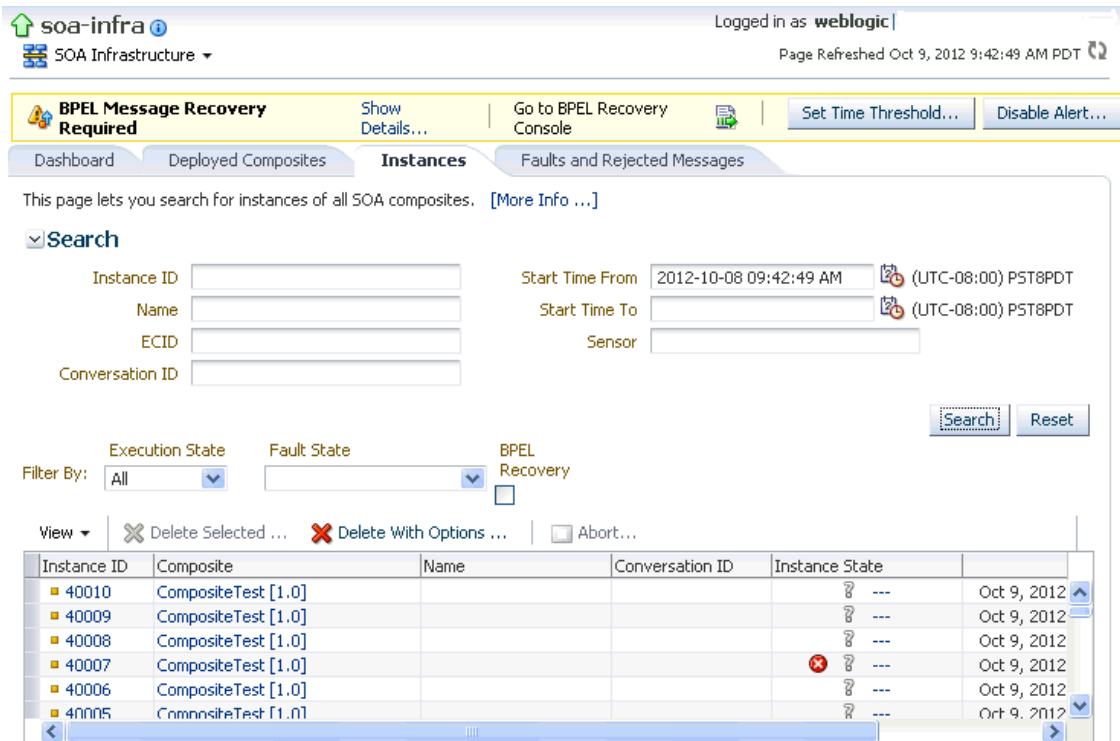 soa-infra
Logged in as weblogic|
SOA Infrastructure
Page Refreshed Oct 9, 2012 9:42:49 AM PDT
BPEL Message Recovery Required
Show Details...
Go to BPEL Recovery Console
Set Time Threshold...
Disable Alert...
Dashboard Deployed Composites Instances Faults and Rejected Messages
This page lets you search for instances of all SOA composites. [More Info ...]
Search
Instance ID
Start Time From 2012-10-08 09:42:49 AM (UTC-08:00) PST8PDT
Name
Start Time To (UTC-08:00) PST8PDT
ECID
Sensor
Conversation ID
Search Reset
Filter By:
Execution State
All
Fault State
BPEL Recovery
View Delete Selected ... Delete With Options ... Abort...
Instance ID Composite Name Conversation ID Instance State
40010 CompositeTest [1.0] ? --- Oct 9, 2012
40009 CompositeTest [1.0] ? --- Oct 9, 2012
40008 CompositeTest [1.0] ? --- Oct 9, 2012
40007 CompositeTest [1.0] ? --- Oct 9, 2012
40006 CompositeTest [1.0] ? --- Oct 9, 2012
40005 CompositeTest [1.0] ? --- Oct 9, 2012